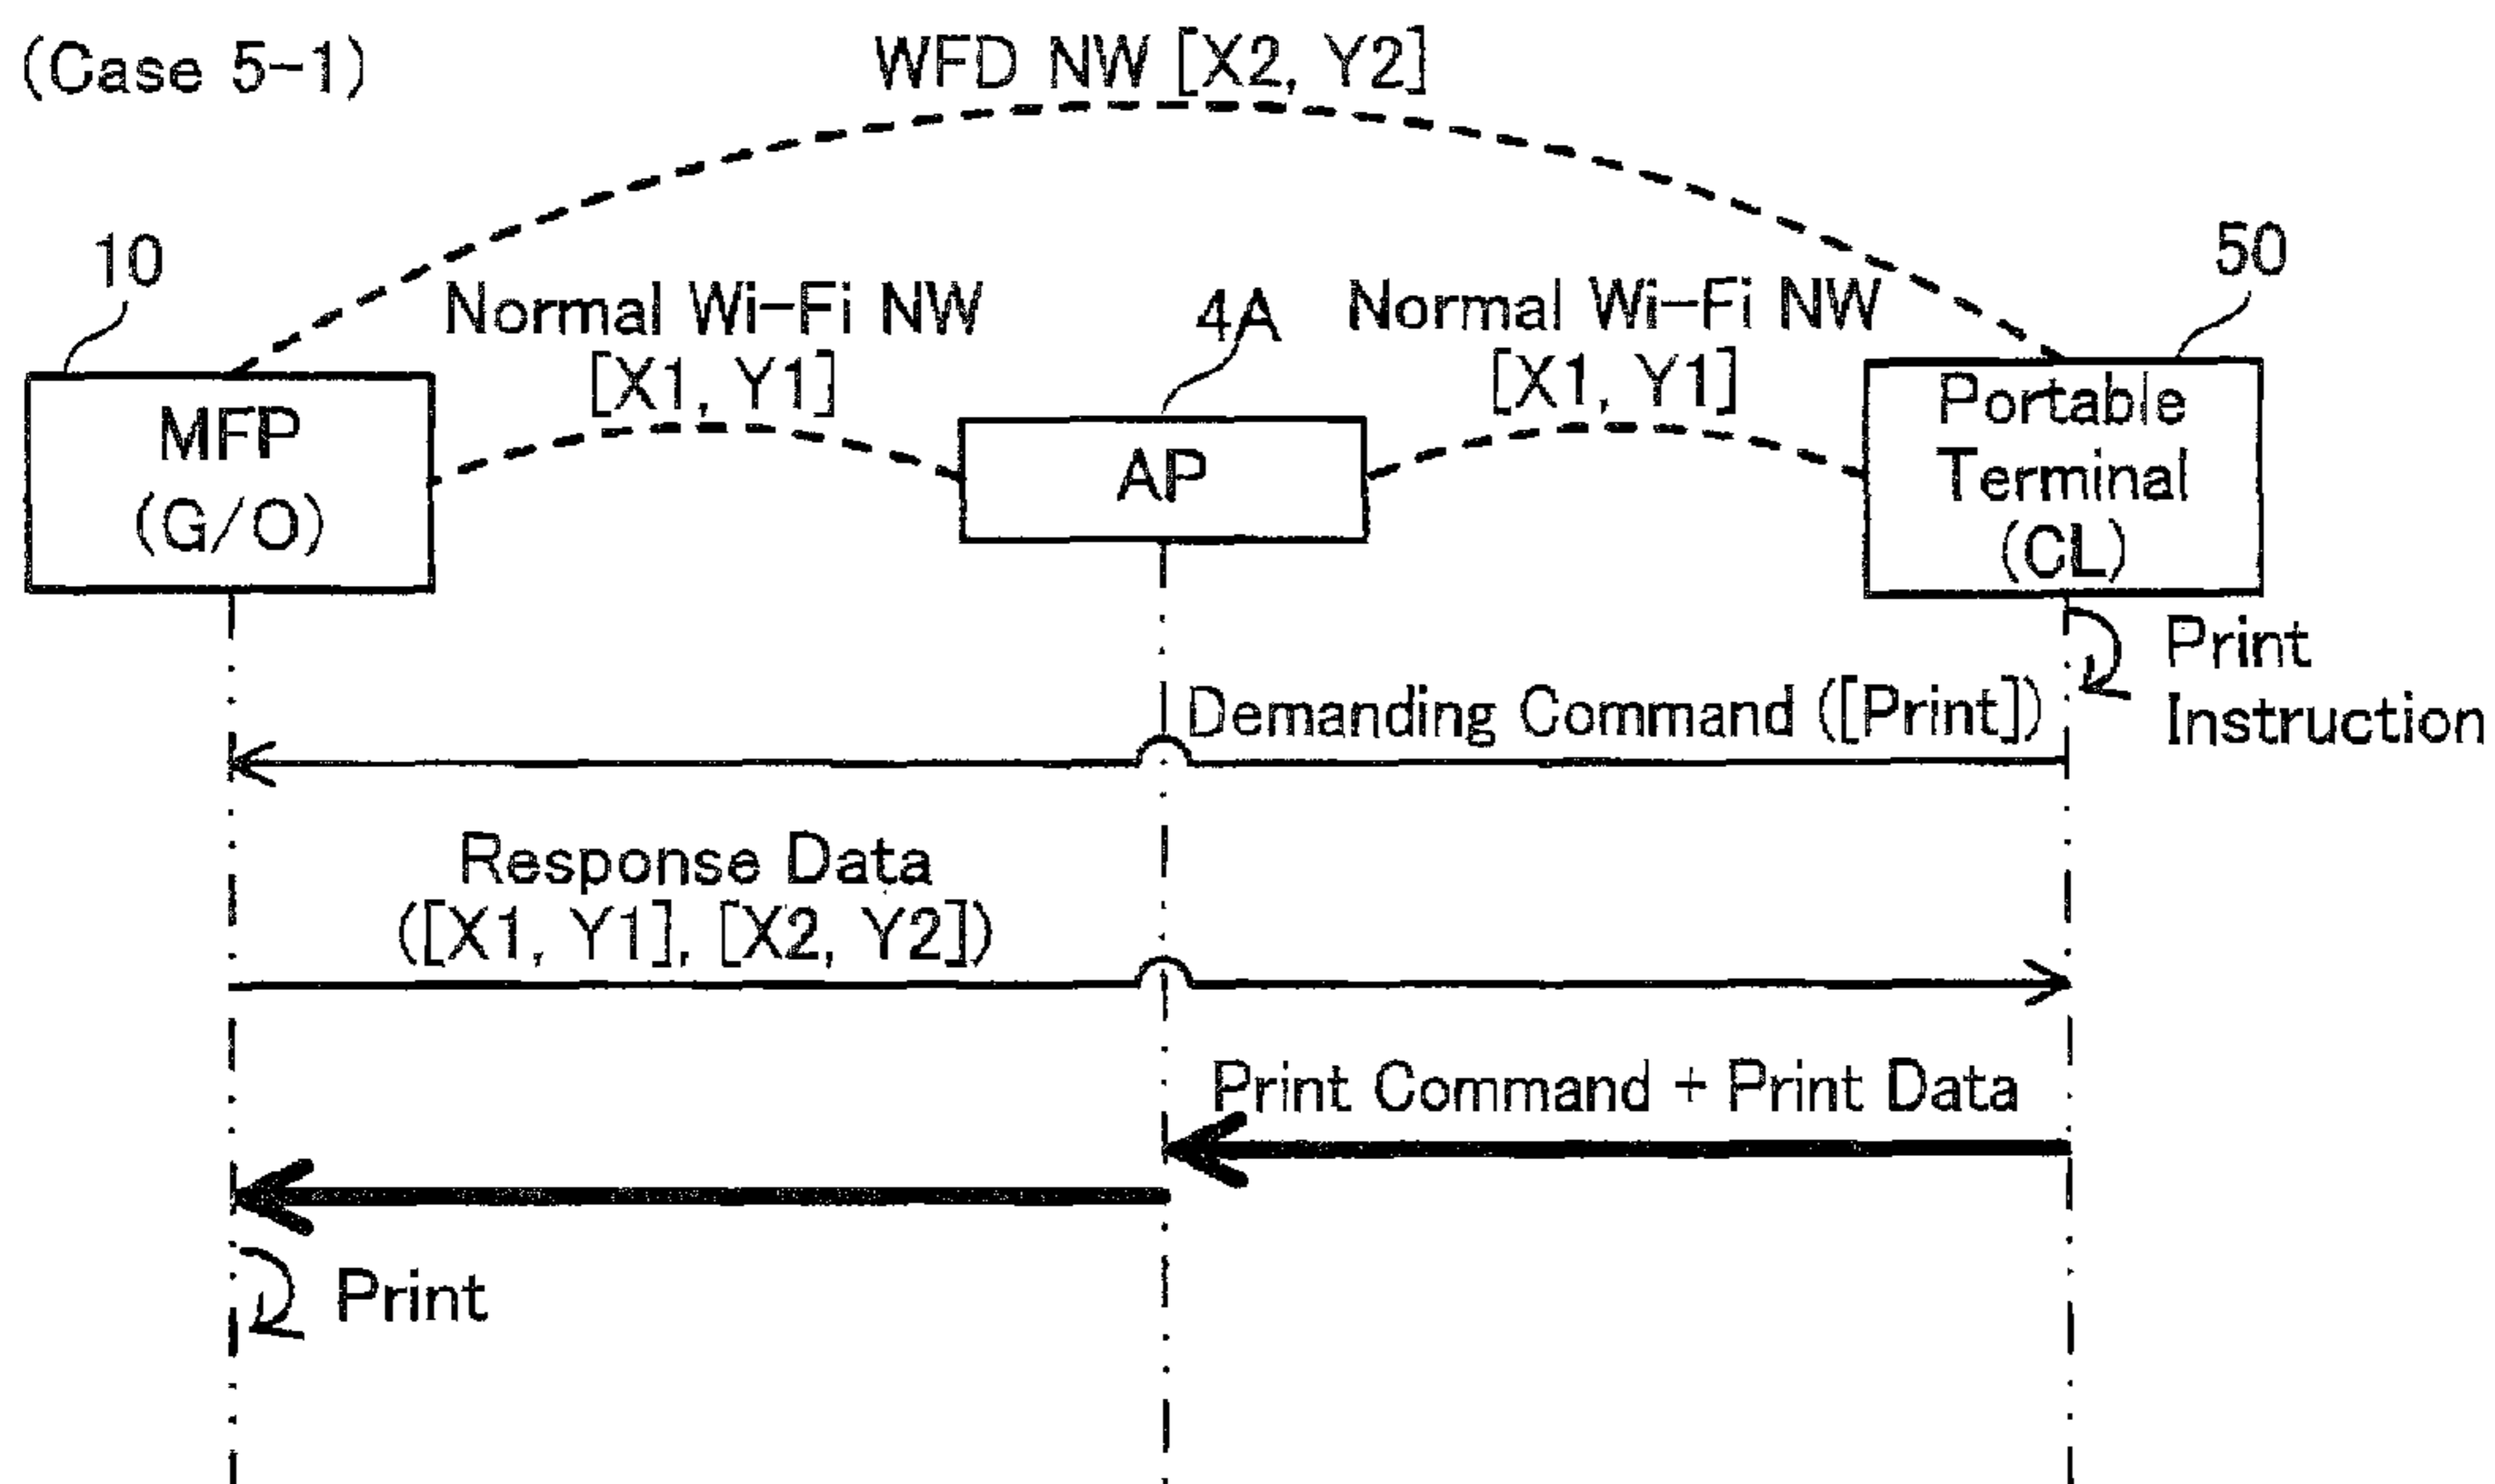 (Case 5-1)
WFD NW [X2, Y2]
10
50
Normal Wi-Fi NW
[X1, Y1]
4A
Normal Wi-Fi NW
[X1, Y1]
MFP
(G/O)
AP
Portable
Terminal
(CL)
Print
Instruction
Demanding Command ([Print])
Response Data
([X1, Y1], [X2, Y2])
Print Command + Print Data
Print